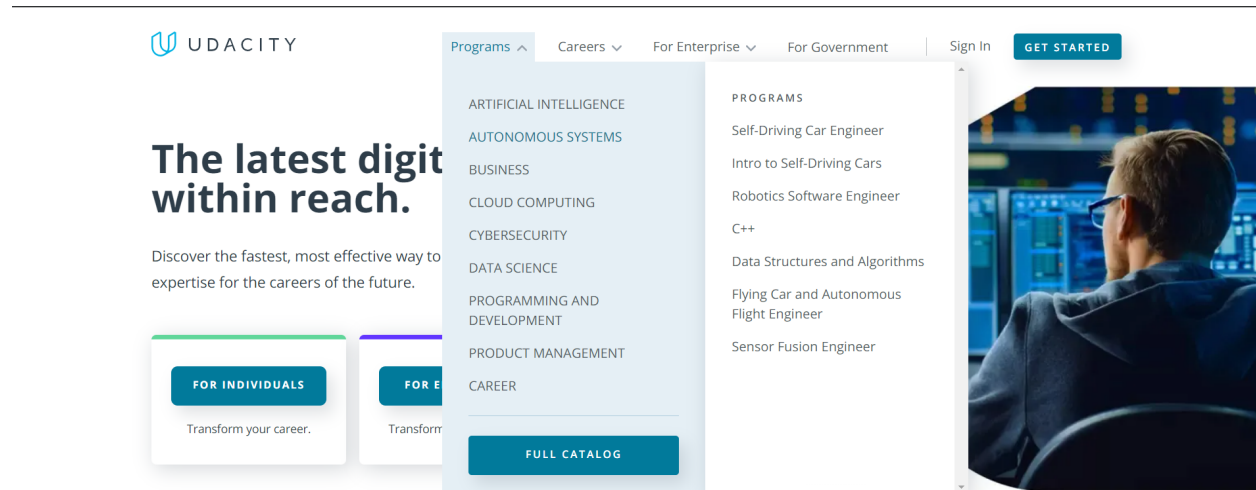 UDACITY
Programs
Careers
For Enterprise
For Government
Sign In
GET STARTED
The latest digit
within reach.
Discover the fastest, most effective way to
expertise for the careers of the future.
FOR INDIVIDUALS
Transform your career.
FOR E
Transform
ARTIFICIAL INTELLIGENCE
AUTONOMOUS SYSTEMS
BUSINESS
CLOUD COMPUTING
CYBERSECURITY
DATA SCIENCE
PROGRAMMING AND
DEVELOPMENT
PRODUCT MANAGEMENT
CAREER
FULL CATALOG
PROGRAMS
Self-Driving Car Engineer
Intro to Self-Driving Cars
Robotics Software Engineer
C++
Data Structures and Algorithms
Flying Car and Autonomous
Flight Engineer
Sensor Fusion Engineer